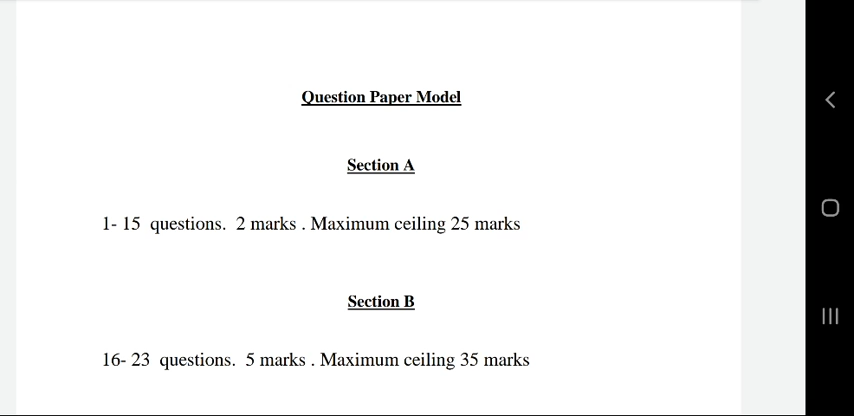 Question Paper Model
Section A
1- 15 questions. 2 marks . Maximum ceiling 25 marks
Section B
16- 23 questions. 5 marks . Maximum ceiling 35 marks